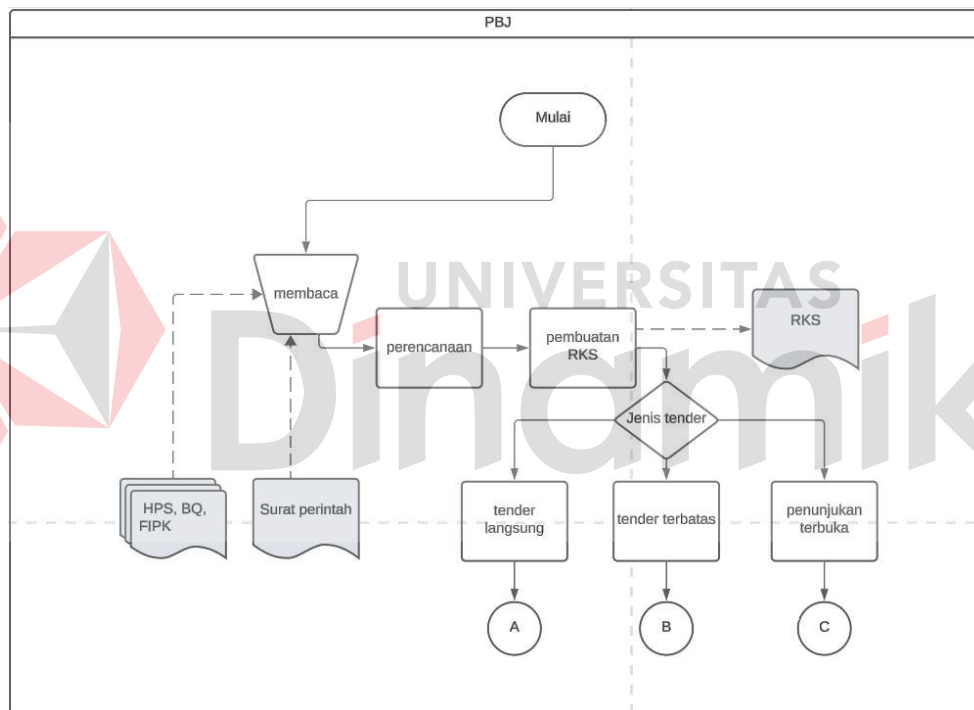 PBJ
Mulai
membaca
UNIVERSITAS
Dinamik
perencanaan
pembuatan
RKS
RKS
Jenis tender
HPS, BQ,
FIPK
Surat perintah
tender
langsung
tender terbatas
penunjukan
terbuka
A
B
C